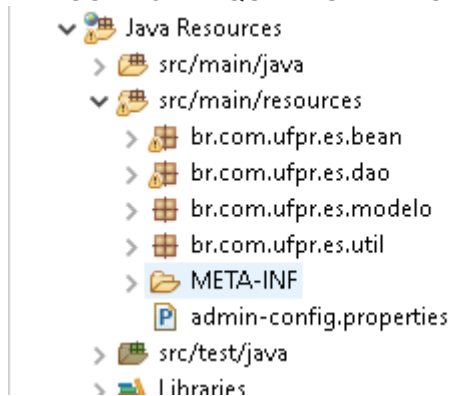 Java Resources
src/main/java
src/main/resources
br.com.ufpr.es.bean
br.com.ufpr.es.dao
br.com.ufpr.es.modelo
br.com.ufpr.es.util
META-INF
admin-config.properties
src/test/java
Libraries